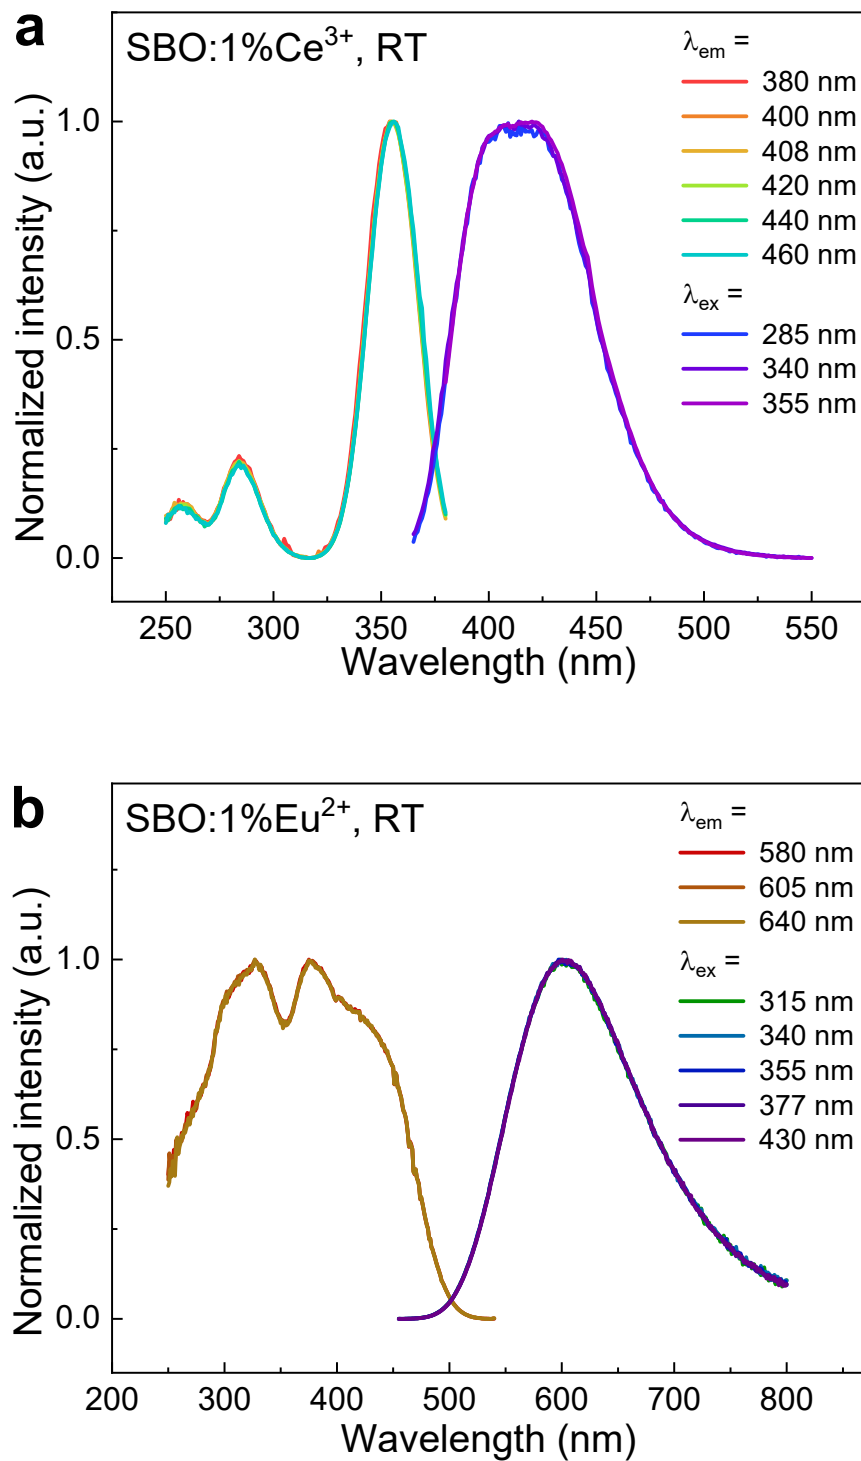 a
SBO:1%Ce³⁺, RT
λem =
380 nm
400 nm
408 nm
420 nm
440 nm
460 nm
λex =
285 nm
340 nm
355 nm
Normalized intensity (a.u.)
1.0
0.5
0.0
250 300 350 400 450 500 550
Wavelength (nm)
b
SBO:1%Eu²⁺, RT
λem =
580 nm
605 nm
640 nm
λex =
315 nm
340 nm
355 nm
377 nm
430 nm
Normalized intensity (a.u.)
1.0
0.5
0.0
200 300 400 500 600 700 800
Wavelength (nm)